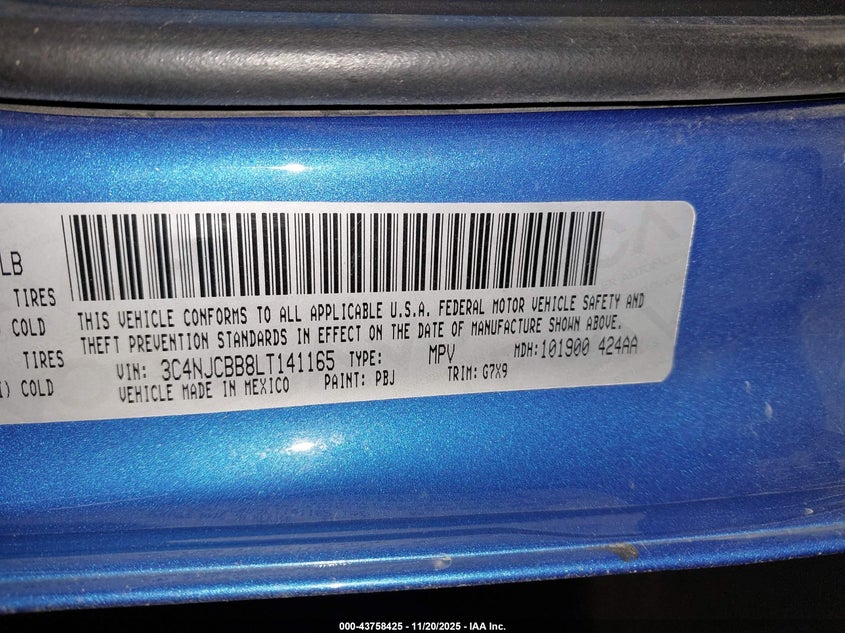 LB
TIRES
COLD
TIRES
) COLD
THIS VEHICLE CONFORMS TO ALL APPLICABLE U.S.A. FEDERAL MOTOR VEHICLE SAFETY AND
THEFT PREVENTION STANDARDS IN EFFECT ON THE DATE OF MANUFACTURE SHOWN ABOVE.
VIN: 3C4NJCBB8LT141165 TYPE: MPV MDH:101900 424AA
VEHICLE MADE IN MEXICO PAINT: PBJ TRIM: G7X9
000-43758425 - 11/20/2025 - IAA Inc.